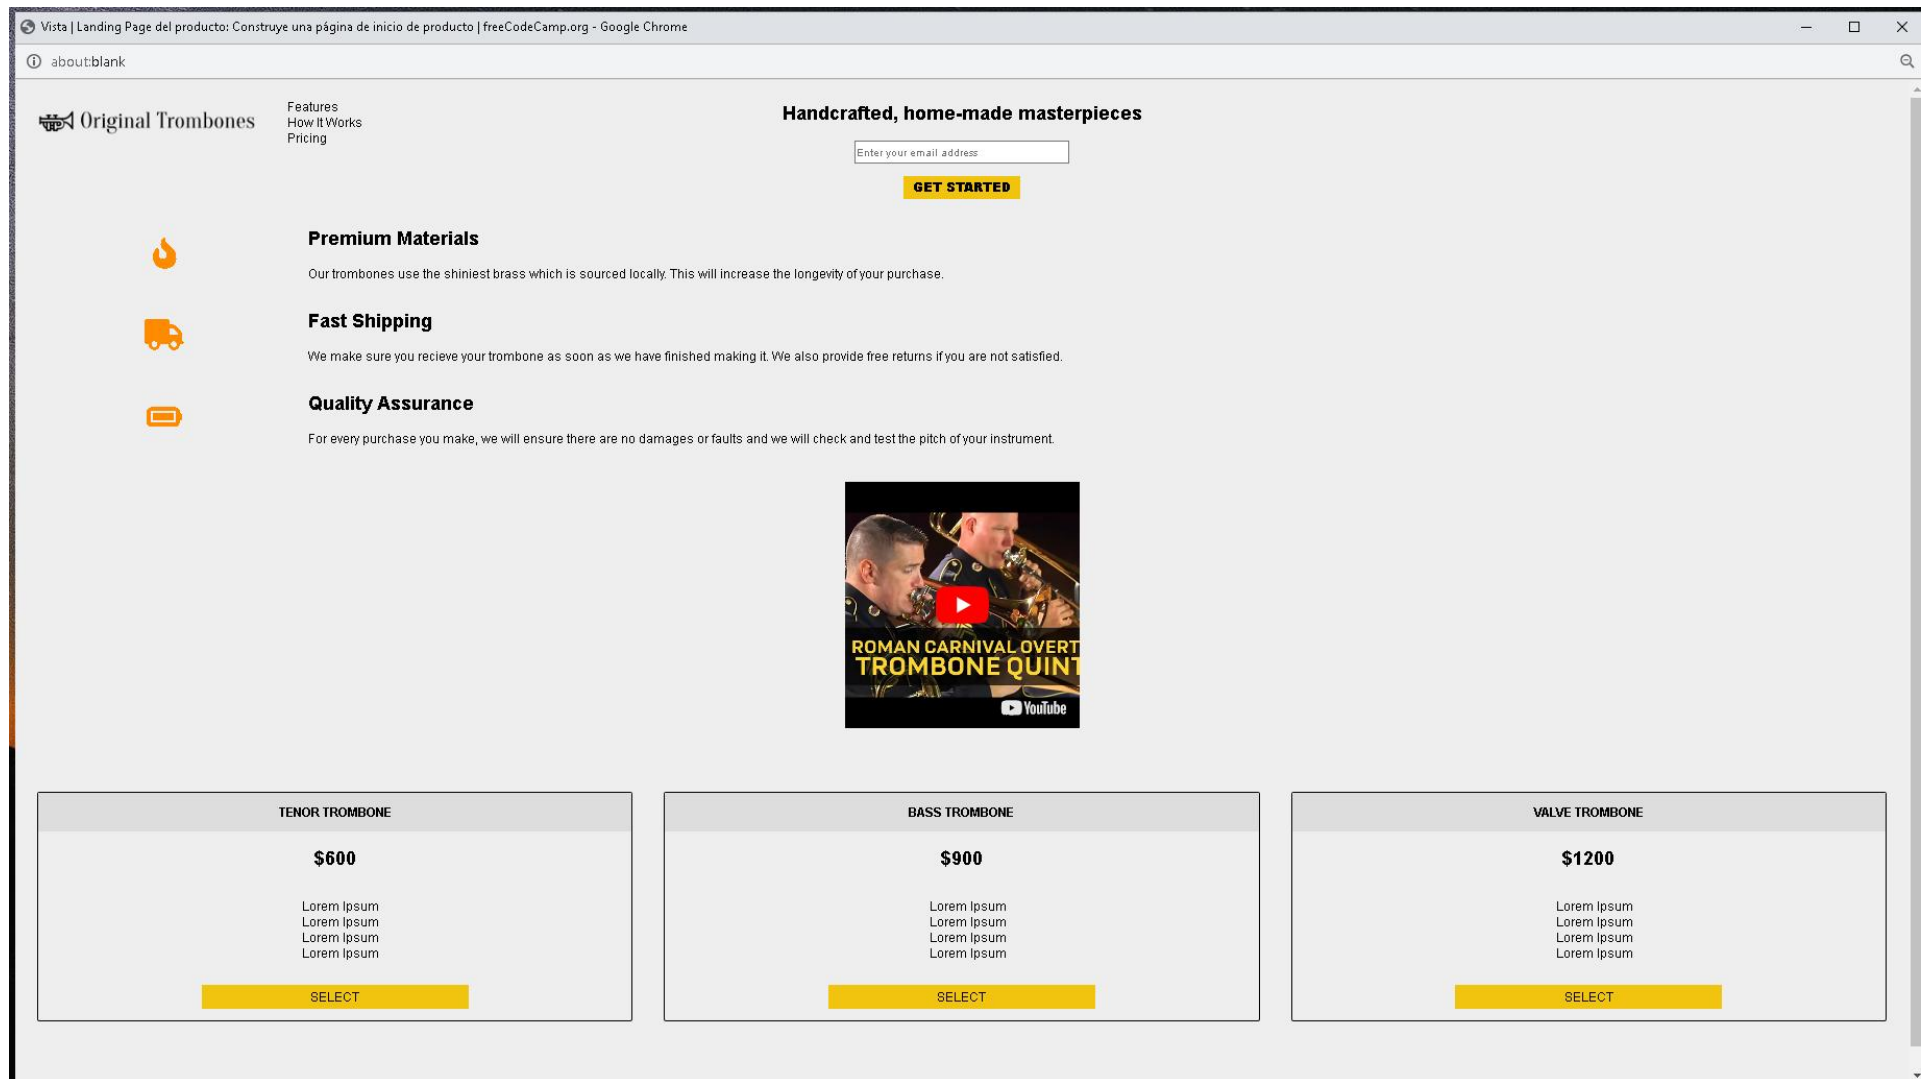 Vista | Landing Page del producto: Construye una página de inicio de producto | freeCodeCamp.org - Google Chrome
about:blank
Original Trombones
Features
How It Works
Pricing
Handcrafted, home-made masterpieces
Enter your email address
GET STARTED
Premium Materials
Our trombones use the shiniest brass which is sourced locally. This will increase the longevity of your purchase.
Fast Shipping
We make sure you recieve your trombone as soon as we have finished making it. We also provide free returns if you are not satisfied.
Quality Assurance
For every purchase you make, we will ensure there are no damages or faults and we will check and test the pitch of your instrument.
ROMAN CARNIVAL OVERT
TROMBONE QUINT
YouTube
TENOR TROMBONE
$600
Lorem Ipsum
Lorem Ipsum
Lorem Ipsum
Lorem Ipsum
SELECT
BASS TROMBONE
$900
Lorem Ipsum
Lorem Ipsum
Lorem Ipsum
Lorem Ipsum
SELECT
VALVE TROMBONE
$1200
Lorem Ipsum
Lorem Ipsum
Lorem Ipsum
Lorem Ipsum
SELECT